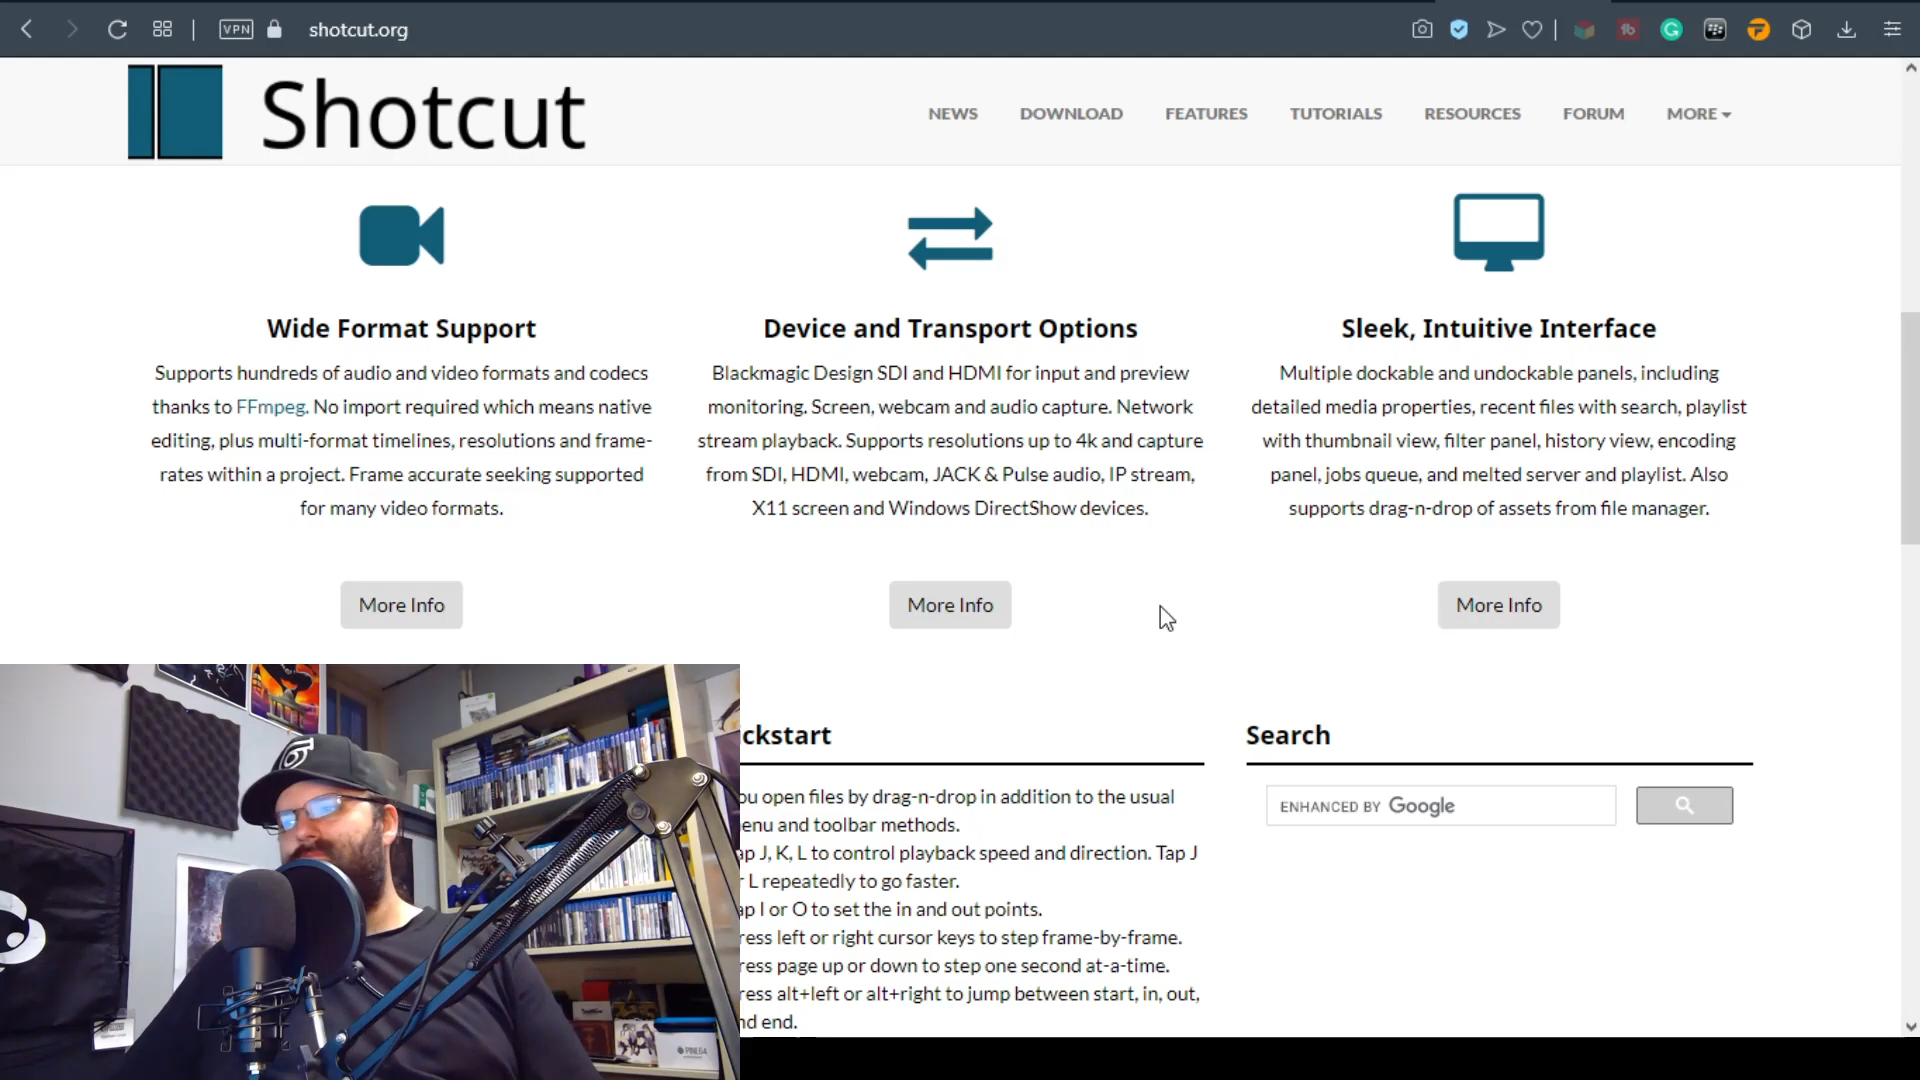 VPN shotcut.org
Shotcut
NEWS DOWNLOAD FEATURES TUTORIALS RESOURCES FORUM MORE
Wide Format Support
Supports hundreds of audio and video formats and codecs
thanks to FFmpeg. No import required which means native
editing, plus multi-format timelines, resolutions and frame-
rates within a project. Frame accurate seeking supported
for many video formats.
More Info
Device and Transport Options
Blackmagic Design SDI and HDMI for input and preview
monitoring. Screen, webcam and audio capture. Network
stream playback. Supports resolutions up to 4k and capture
from SDI, HDMI, webcam, JACK & Pulse audio, IP stream,
X11 screen and Windows DirectShow devices.
More Info
Sleek, Intuitive Interface
Multiple dockable and undockable panels, including
detailed media properties, recent files with search, playlist
with thumbnail view, filter panel, history view, encoding
panel, jobs queue, and melted server and playlist. Also
supports drag-n-drop of assets from file manager.
More Info
ckstart
ou open files by drag-n-drop in addition to the usual
enu and toolbar methods.
ap J, K, L to control playback speed and direction. Tap J
r L repeatedly to go faster.
ap I or O to set the in and out points.
ress left or right cursor keys to step frame-by-frame.
ress page up or down to step one second at-a-time.
ress alt+left or alt+right to jump between start, in, out,
nd end.
Search
ENHANCED BY Google
PINE64